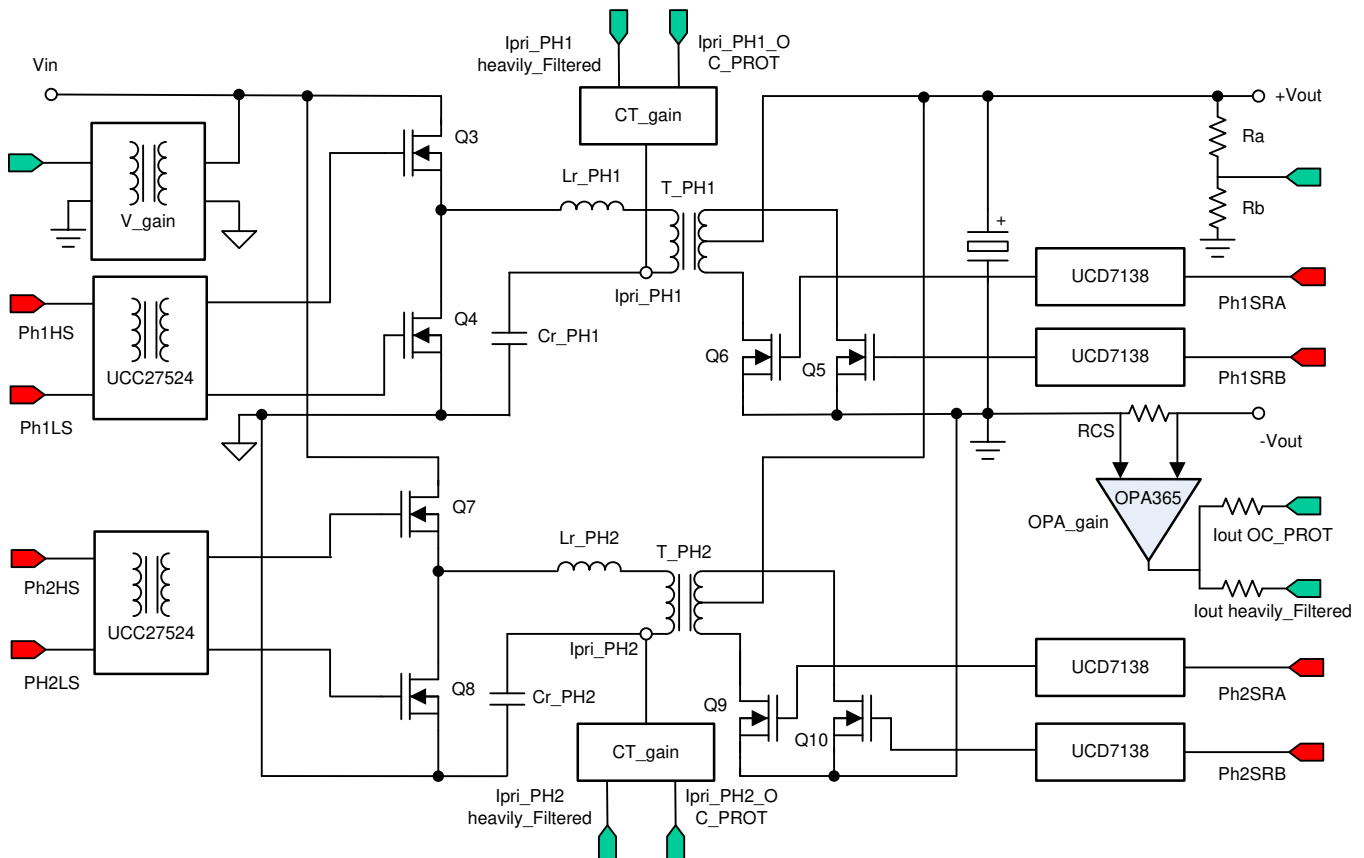 Ipri_PH1
heavily_Filtered
Ipri_PH1_O
C_PROT
Vin
CT_gain
+Vout
Q3
Ra
Lr_PH1
T_PH1
Rb
V_gain
+
Ipri_PH1
UCD7138
Ph1SRA
Ph1HS
Q4
Cr_PH1
Q6
Q5
UCD7138
UCC27524
Ph1SRB
Ph1LS
RCS
-Vout
Q7
OPA365
OPA_gain
Iout OC_PROT
Lr_PH2
T_PH2
Ph2HS
Iout heavily_Filtered
UCC27524
Ipri_PH2
UCD7138
PH2LS
Q8
Cr_PH2
Q9
Ph2SRA
Q10
CT_gain
UCD7138
Ph2SRB
Ipri_PH2
heavily_Filtered
Ipri_PH2_O
C_PROT